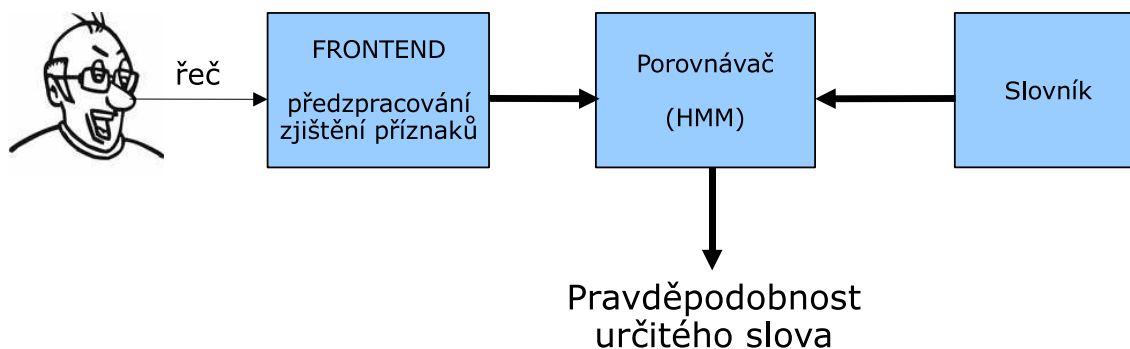 řeč
FRONTEND
předzpracování
zjištění příznaků
Porovnávač
(HMM)
Slovník
Pravděpodobnost
určitého slova